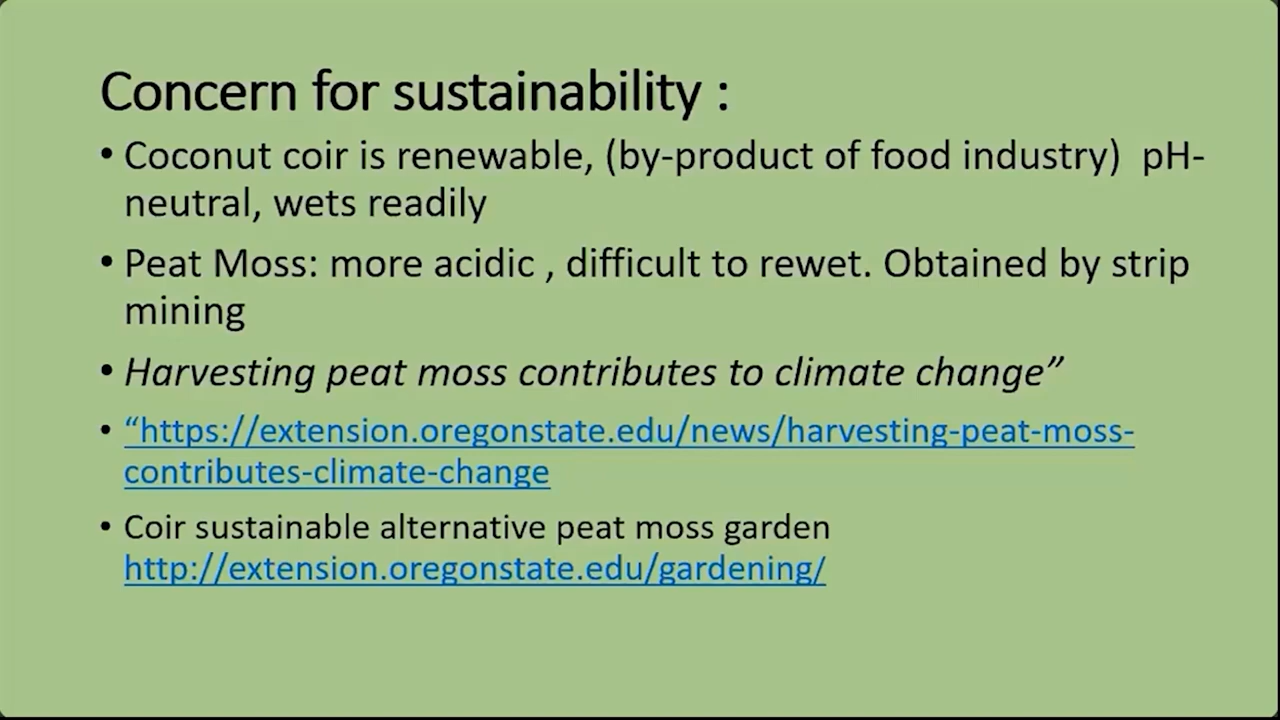 Concern for sustainability :
• Coconut coir is renewable, (by-product of food industry)  pH-
neutral, wets readily
• Peat Moss: more acidic , difficult to rewet. Obtained by strip
mining
• Harvesting peat moss contributes to climate change”
• “https://extension.oregonstate.edu/news/harvesting-peat-moss-
contributes-climate-change
• Coir sustainable alternative peat moss garden
http://extension.oregonstate.edu/gardening/